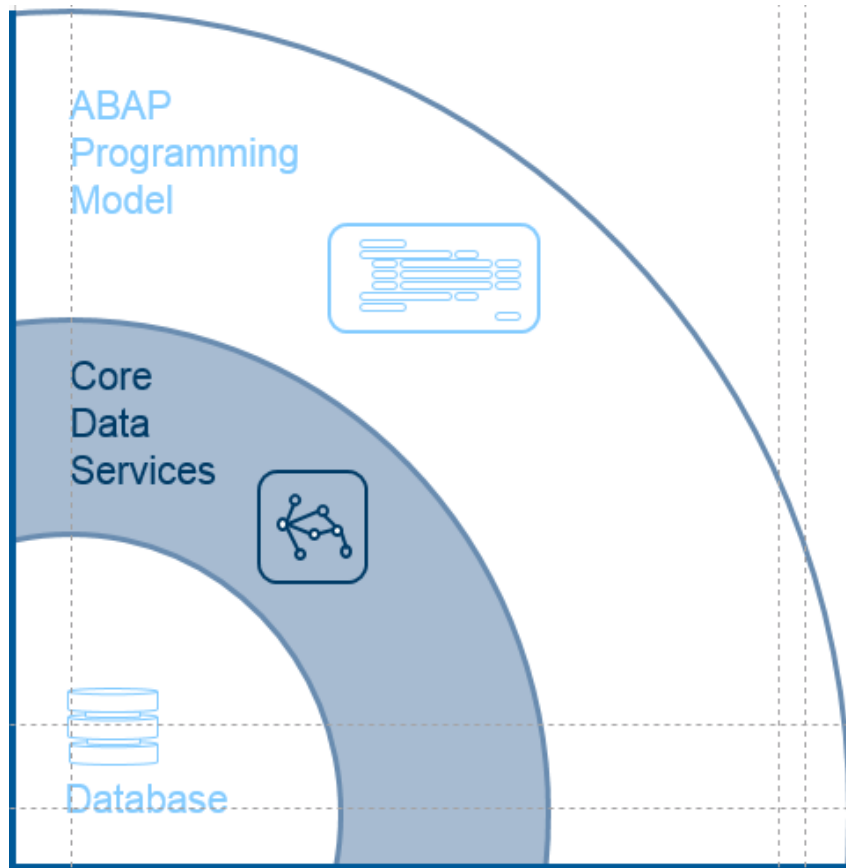 ABAP
Programming
Model
Core
Data
Services
Database